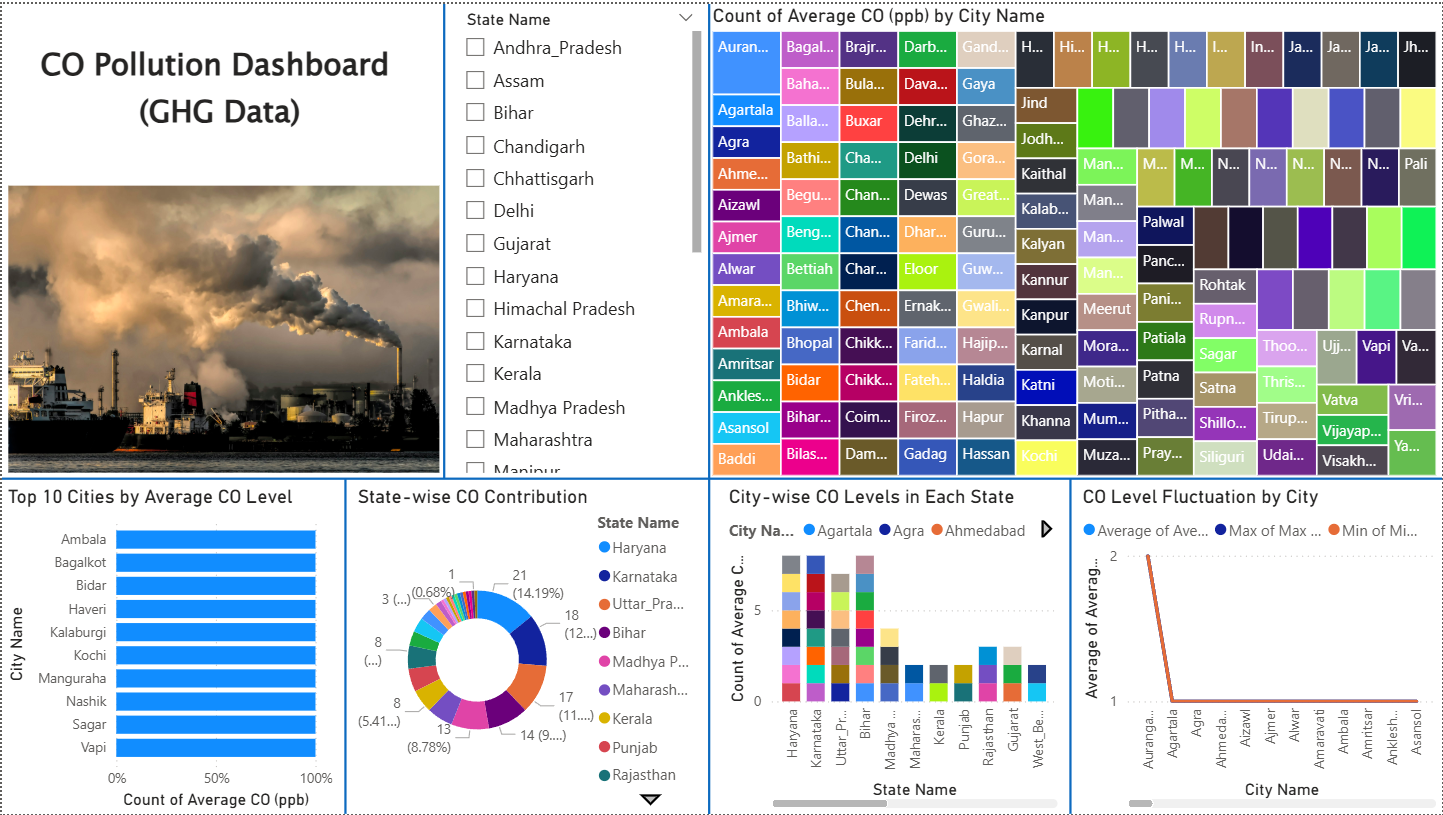 CO Pollution Dashboard
(GHG Data)
State Name
Andhra_Pradesh
Assam
Bihar
Chandigarh
Chhattisgarh
Delhi
Gujarat
Haryana
Himachal Pradesh
Karnataka
Kerala
Madhya Pradesh
Maharashtra
Manipur
Count of Average CO (ppb) by City Name
Auran...
Agartala
Agra
Ahme...
Aizawl
Ajmer
Alwar
Amara...
Ambala
Amritsar
Ankles...
Asansol
Baddi
Bagal...
Baha...
Balla...
Bathi...
Begu...
Beng...
Bettiah
Bhiw...
Bhopal
Bidar
Bihar...
Bilas...
Brajr...
Bula...
Buxar
Cha...
Chan...
Chan...
Char...
Chen...
Chikk...
Chikk...
Coim...
Dam...
Darb...
Dava...
Dehr...
Delhi
Dewas
Dhar...
Eloor
Ernak...
Farid...
Fateh...
Firoz...
Gadag
Gand...
Gaya
Ghaz...
Gora...
Great...
Guru...
Guw...
Gwali...
Hajip...
Haldia
Hapur
Hassan
H...
Hi...
H...
H...
H...
I...
In...
Ja...
Ja...
Ja...
Jh...
Jind
Jodh...
Kaithal
Kalab...
Kalyan
Kannur
Kanpur
Karnal
Katni
Khanna
Kochi
Man...
Man...
Man...
Man...
Meerut
Mora...
Moti...
Mum...
Muza...
M...
M...
N...
N...
N...
N...
N...
Pali
Palwal
Panc...
Pani...
Patiala
Patna
Pitha...
Pray...
Rohtak
Rupn...
Sagar
Satna
Shillo...
Siliguri
Thoo...
Thris...
Tirup...
Udai...
Ujj...
Vapi
Va...
Vatva
Vijayap...
Visakh...
Vri...
Ya...
Top 10 Cities by Average CO Level
City Name
Ambala
Bagalkot
Bidar
Haveri
Kalaburgi
Kochi
Manguraha
Nashik
Sagar
Vapi
0%
50%
100%
Count of Average CO (ppb)
State-wise CO Contribution
21
(14.19%)
18
(12...)
17
(11....)
14 (9....)
13
(8.78%)
8
(5.41...)
8
(...)
3 (...)
1
(0.68%)
State Name
Haryana
Karnataka
Uttar_Pra...
Bihar
Madhya P...
Maharash...
Kerala
Punjab
Rajasthan
City-wise CO Levels in Each State
City Na...
Agartala
Agra
Ahmedabad
Count of Average C...
5
0
Haryana
Karnataka
Uttar_Pr...
Bihar
Madhya ...
Maharas...
Kerala
Punjab
Rajasthan
Gujarat
West_Be...
State Name
CO Level Fluctuation by City
Average of Ave...
Max of Max ...
Min of Mi...
Average of Averag...
2
1
Auranga...
Agartala
Agra
Ahmeda...
Aizawl
Ajmer
Alwar
Amaravati
Ambala
Amritsar
Anklesh...
Asansol
City Name